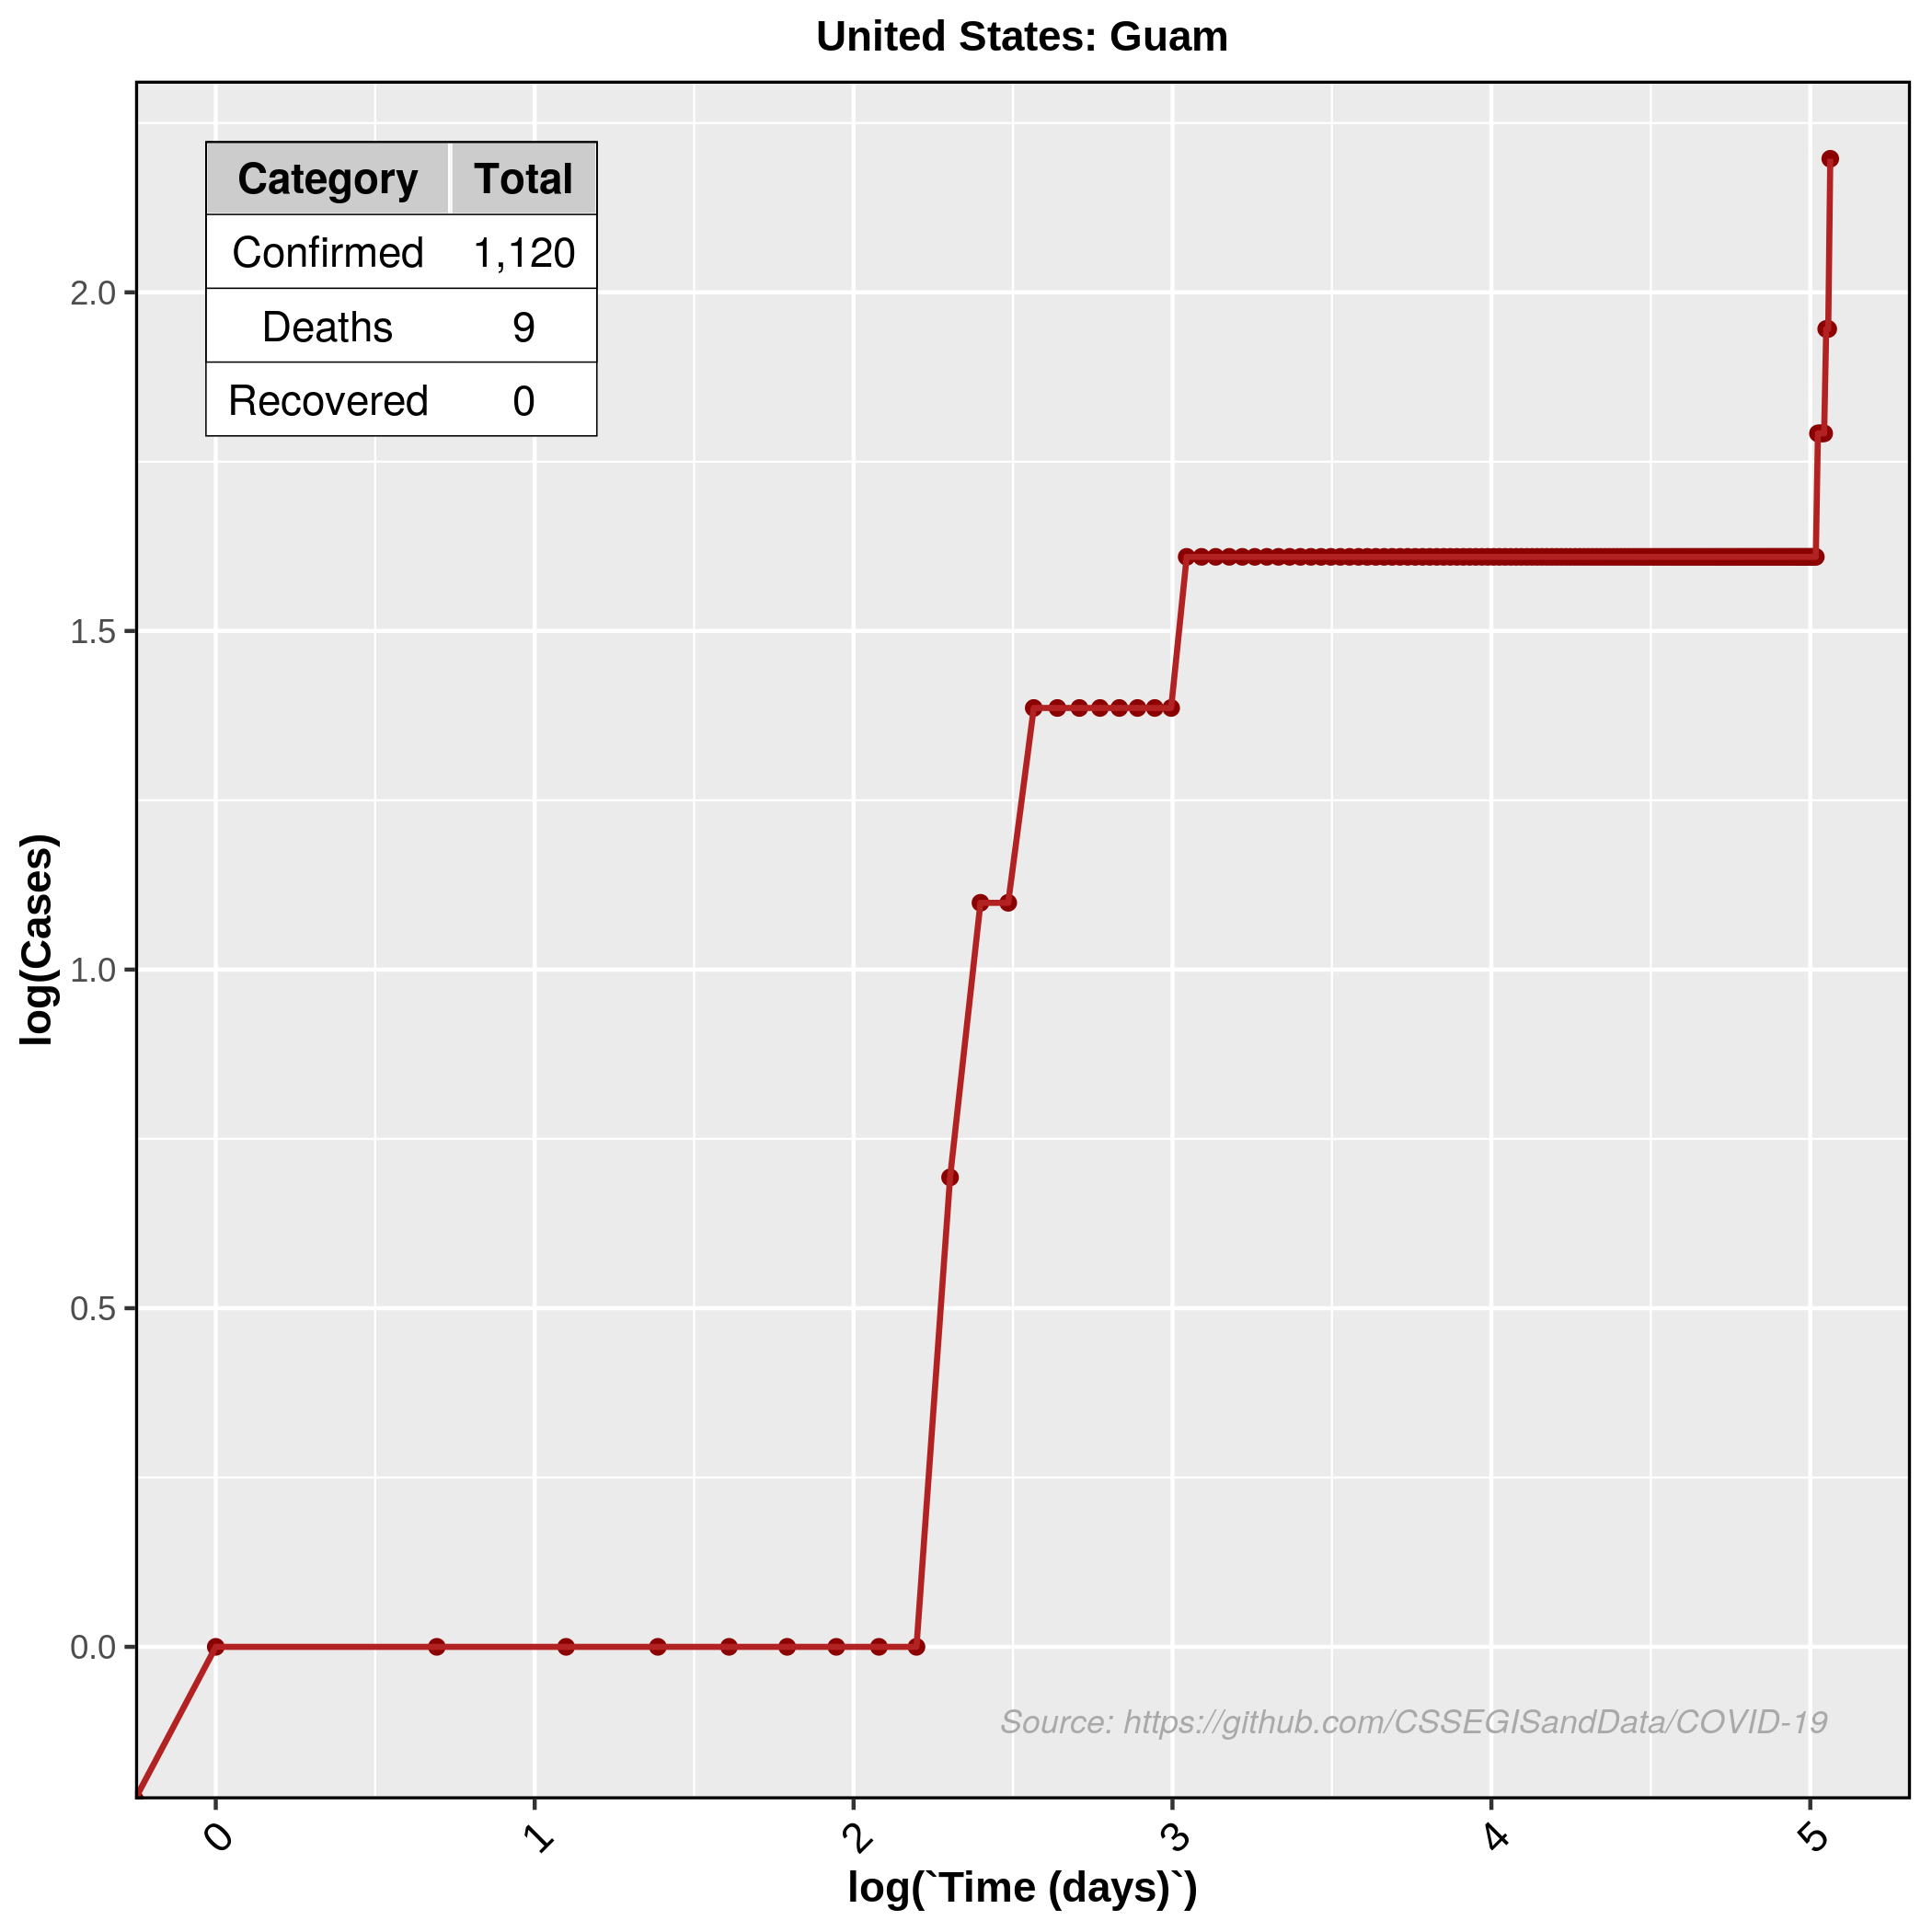 United States: Guam
Category Total
Confirmed 1,120
Deaths 9
Recovered 0
2.0
1.5
1.0
0.5
0.0
log(Cases)
Source: https://github.com/CSSEGISandData/COVID-19
0 1 2 3 4 5
log(`Time (days)`)